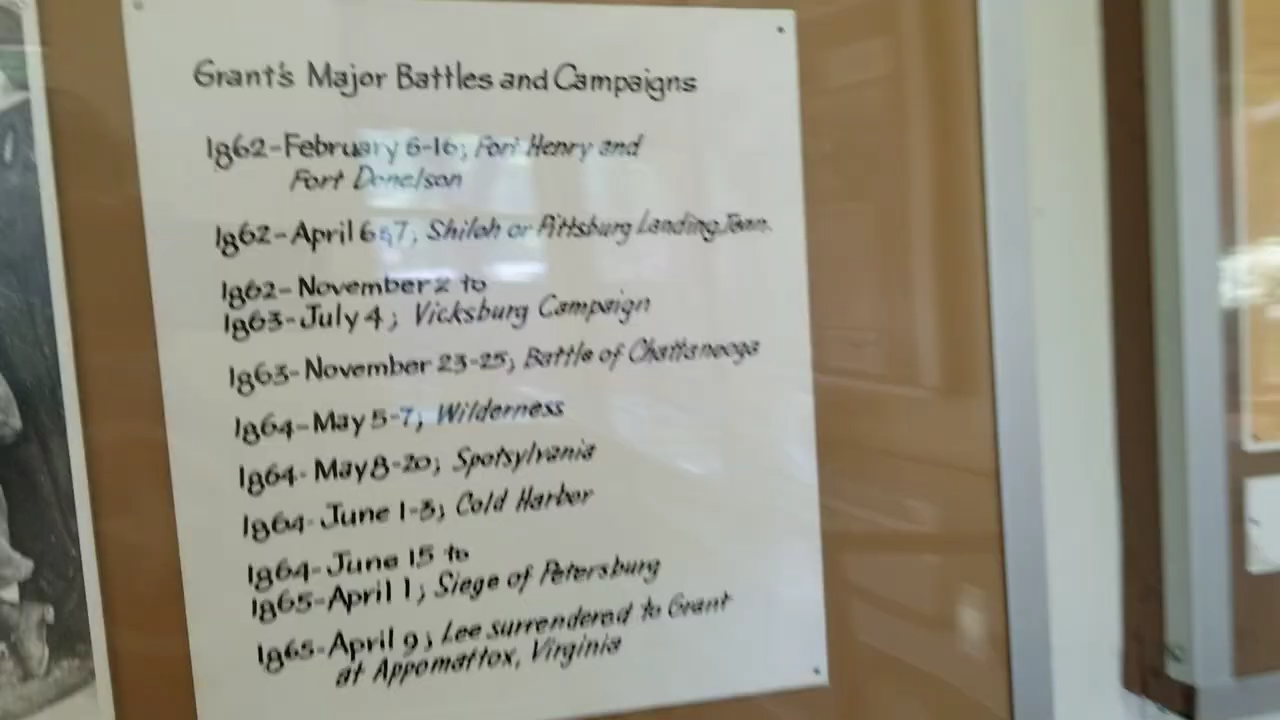 Grant's Major Battles and Campaigns
1862-February 6-16; Fort Henry and
Fort Donelson
1862-April 6&7; Shiloh or Pittsburg Landing, Tenn.
1862-November 2 to
1863-July 4; Vicksburg Campaign
1863-November 23-25; Battle of Chattanooga
1864-May 5-7; Wilderness
1864-May 8-20; Spotsylvania
1864-June 1-3; Cold Harbor
1864-June 15 to
1865-April 1; Siege of Petersburg
1865-April 9; Lee surrendered to Grant
at Appomattox, Virginia